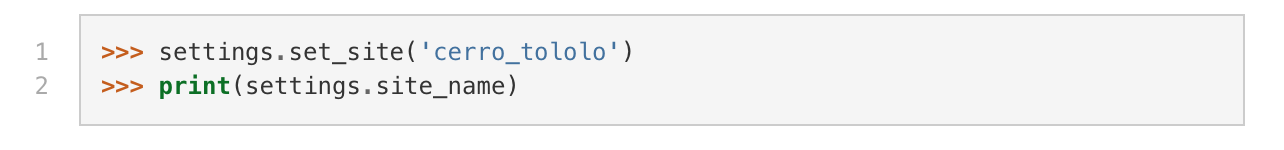 1 >>> settings.set_site('cerro_tololo')
2 >>> print(settings.site_name)